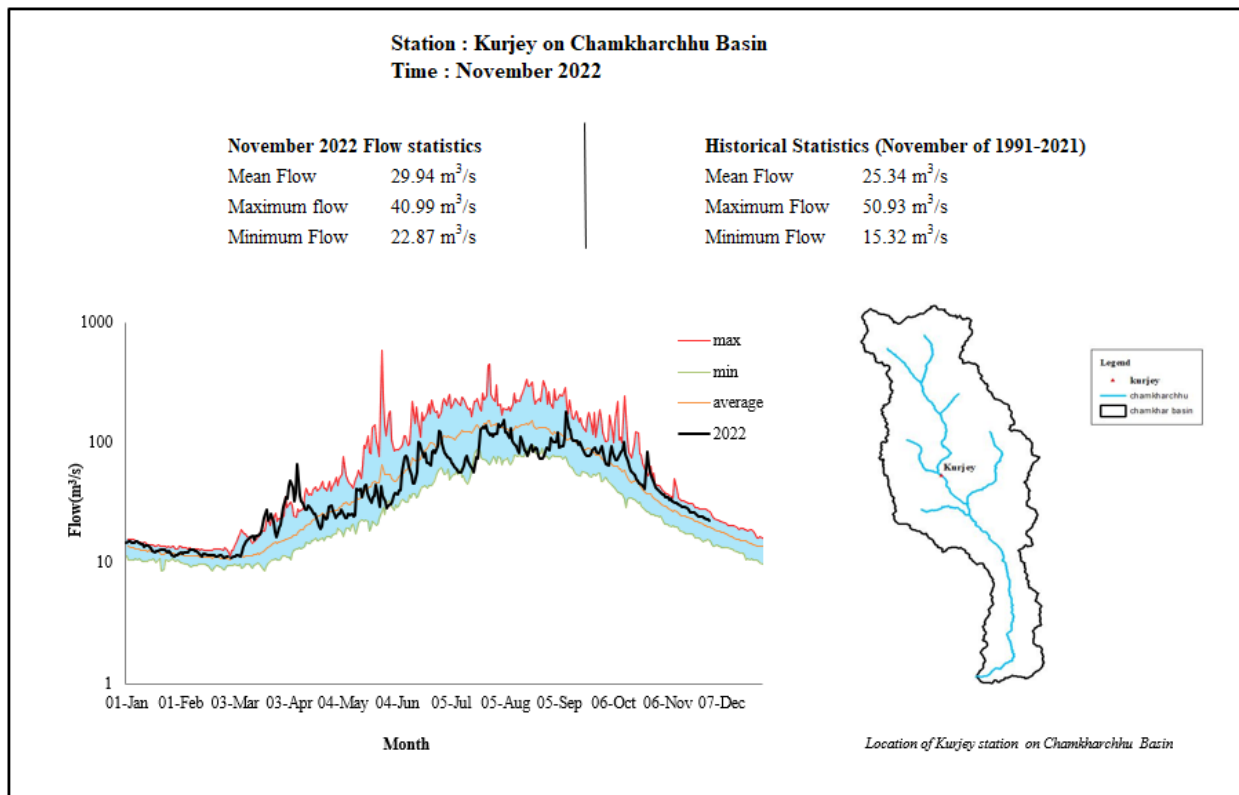 Station : Kurjey on Chamkharchhu Basin
Time : November 2022
November 2022 Flow statistics
Mean Flow 29.94 m³/s
Maximum flow 40.99 m³/s
Minimum Flow 22.87 m³/s
Historical Statistics (November of 1991-2021)
Mean Flow 25.34 m³/s
Maximum Flow 50.93 m³/s
Minimum Flow 15.32 m³/s
Flow(m³/s)
1000
100
10
1
01-Jan 01-Feb 03-Mar 03-Apr 04-May 04-Jun 05-Jul 05-Aug 05-Sep 06-Oct 06-Nov 07-Dec
Month
max
min
average
2022
Kurjey
Legend
kurjey
chamkharchhu
chamkhar basin
Location of Kurjey station on Chamkharchhu Basin